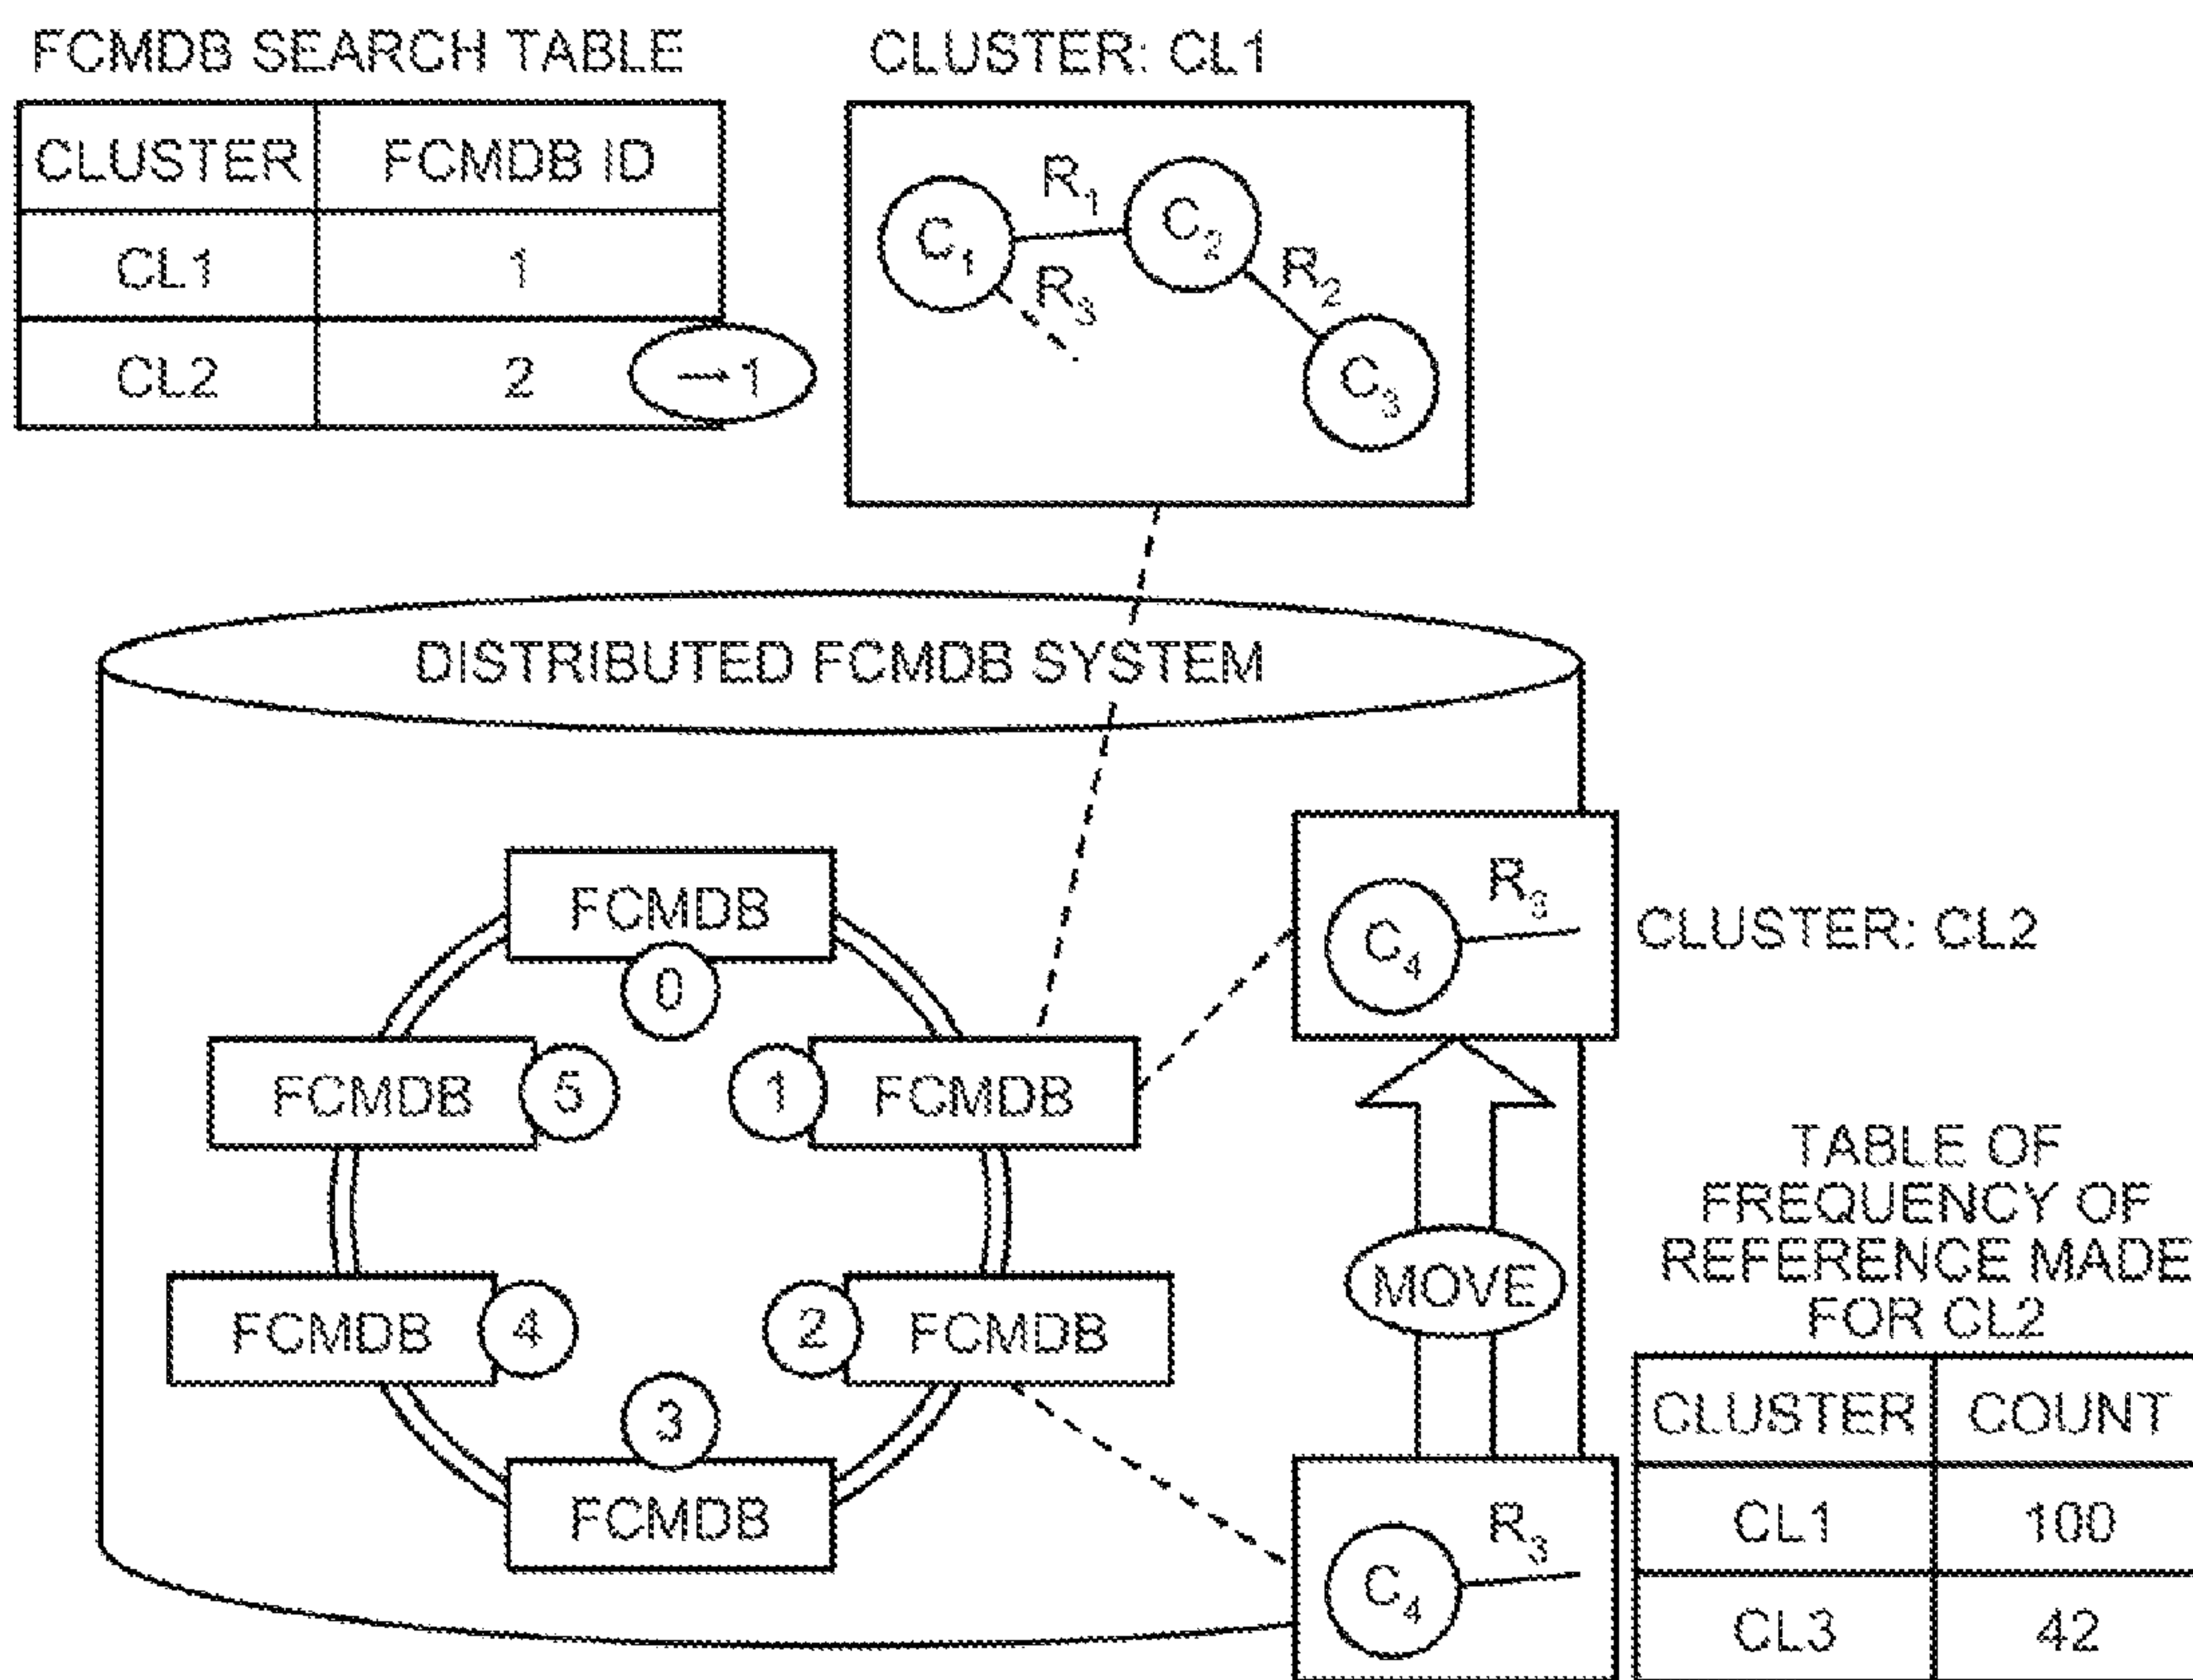 FCMDB SEARCH TABLE
CLUSTER FCMDB ID
CL1 1
CL2 2 →1
CLUSTER: CL1
C₁ R₁ C₂
R₃ R₂
C₃
DISTRIBUTED FCMDB SYSTEM
FCMDB
0
FCMDB 5
1 FCMDB
FCMDB 4
2 FCMDB
3
FCMDB
C₄ R₃
CLUSTER: CL2
MOVE
C₄ R₃
TABLE OF
FREQUENCY OF
REFERENCE MADE
FOR CL2
CLUSTER COUNT
CL1 100
CL3 42